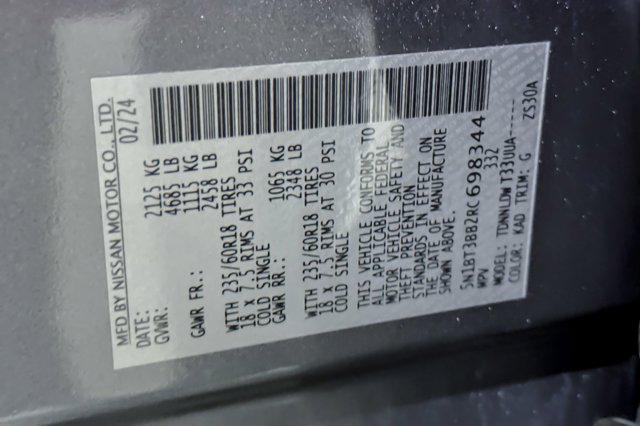 MFD BY NISSAN MOTOR CO., LTD.
DATE: 02/24
GVWR: 2125 KG
4685 LB
GAWR FR.: 1115 KG
2458 LB
WITH 235/60R18 TIRES
18 X 7.5 RIMS AT 33 PSI
COLD SINGLE
GAWR RR.: 1065 KG
2348 LB
WITH 235/60R18 TIRES
18 X 7.5 RIMS AT 30 PSI
COLD SINGLE
THIS VEHICLE CONFORMS TO
ALL APPLICABLE FEDERAL
MOTOR VEHICLE SAFETY AND
THEFT PREVENTION
STANDARDS IN EFFECT ON
THE DATE OF MANUFACTURE
SHOWN ABOVE.
5N1BT3BB2RC698344
MPV 332
MODEL: TDNNLDW T33UUA------
COLOR: KAD TRIM: G ZS30A